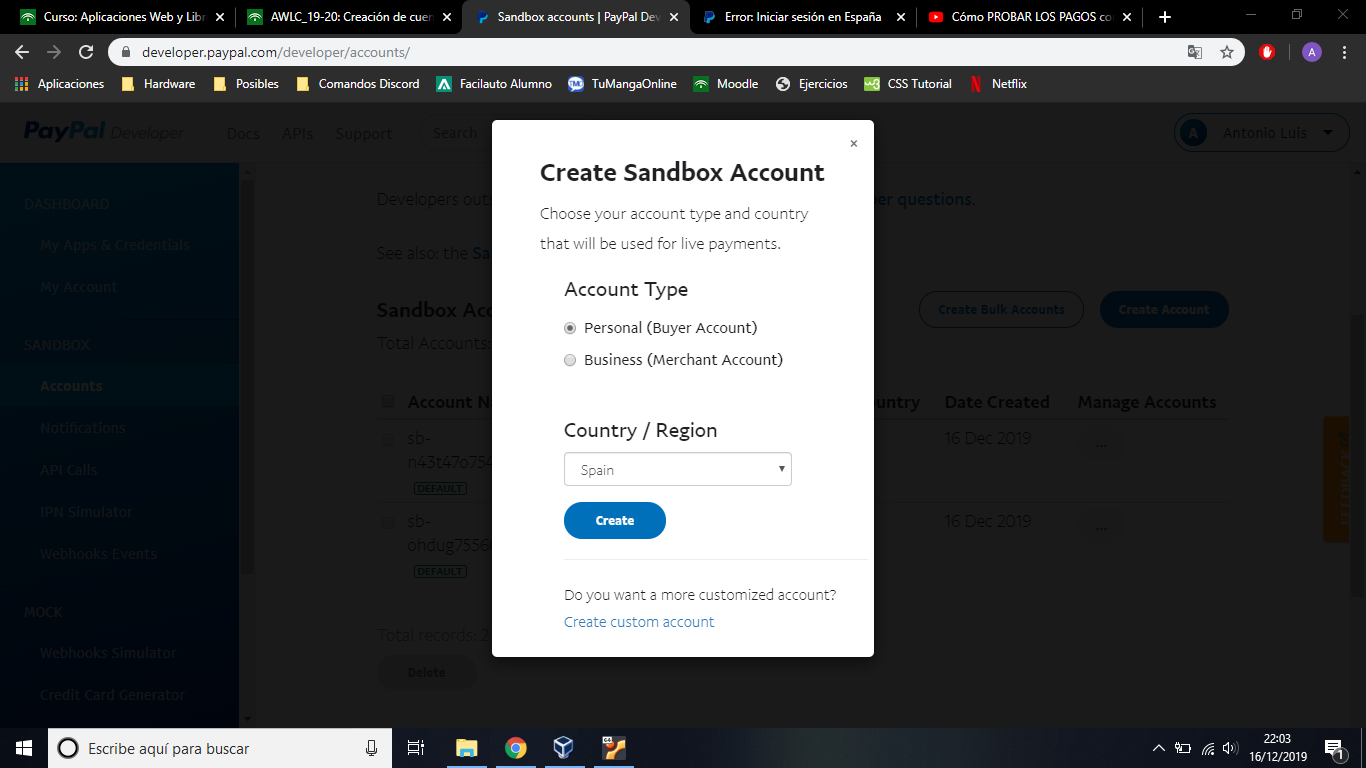 Curso: Aplicaciones Web y Libr
AWLC_19-20: Creación de cuen
Sandbox accounts | PayPal Dev
Error: Iniciar sesión en España
Cómo PROBAR LOS PAGOS co
developer.paypal.com/developer/accounts/
A
Aplicaciones
Hardware
Posibles
Comandos Discord
Facilauto Alumno
TuMangaOnline
Moodle
Ejercicios
CSS Tutorial
Netflix
PayPal Developer
Docs
APIs
Support
Search
A
Antonio Luis
DASHBOARD
My Apps & Credentials
My Account
SANDBOX
Accounts
Notifications
API Calls
IPN Simulator
Webhooks Events
MOCK
Webhooks Simulator
Credit Card Generator
Developers out
er questions.
See also: the Sa
Sandbox Acc
Create Bulk Accounts
Create Account
Total Accounts:
Account N
untry
Date Created
Manage Accounts
sb-
n43t47o754
DEFAULT
16 Dec 2019
...
sb-
ohdug7556
DEFAULT
16 Dec 2019
...
Total records: 2
Delete
×
Create Sandbox Account
Choose your account type and country
that will be used for live payments.
Account Type
Personal (Buyer Account)
Business (Merchant Account)
Country / Region
Spain
Create
Do you want a more customized account?
Create custom account
Escribe aquí para buscar
64
22:03
16/12/2019
1